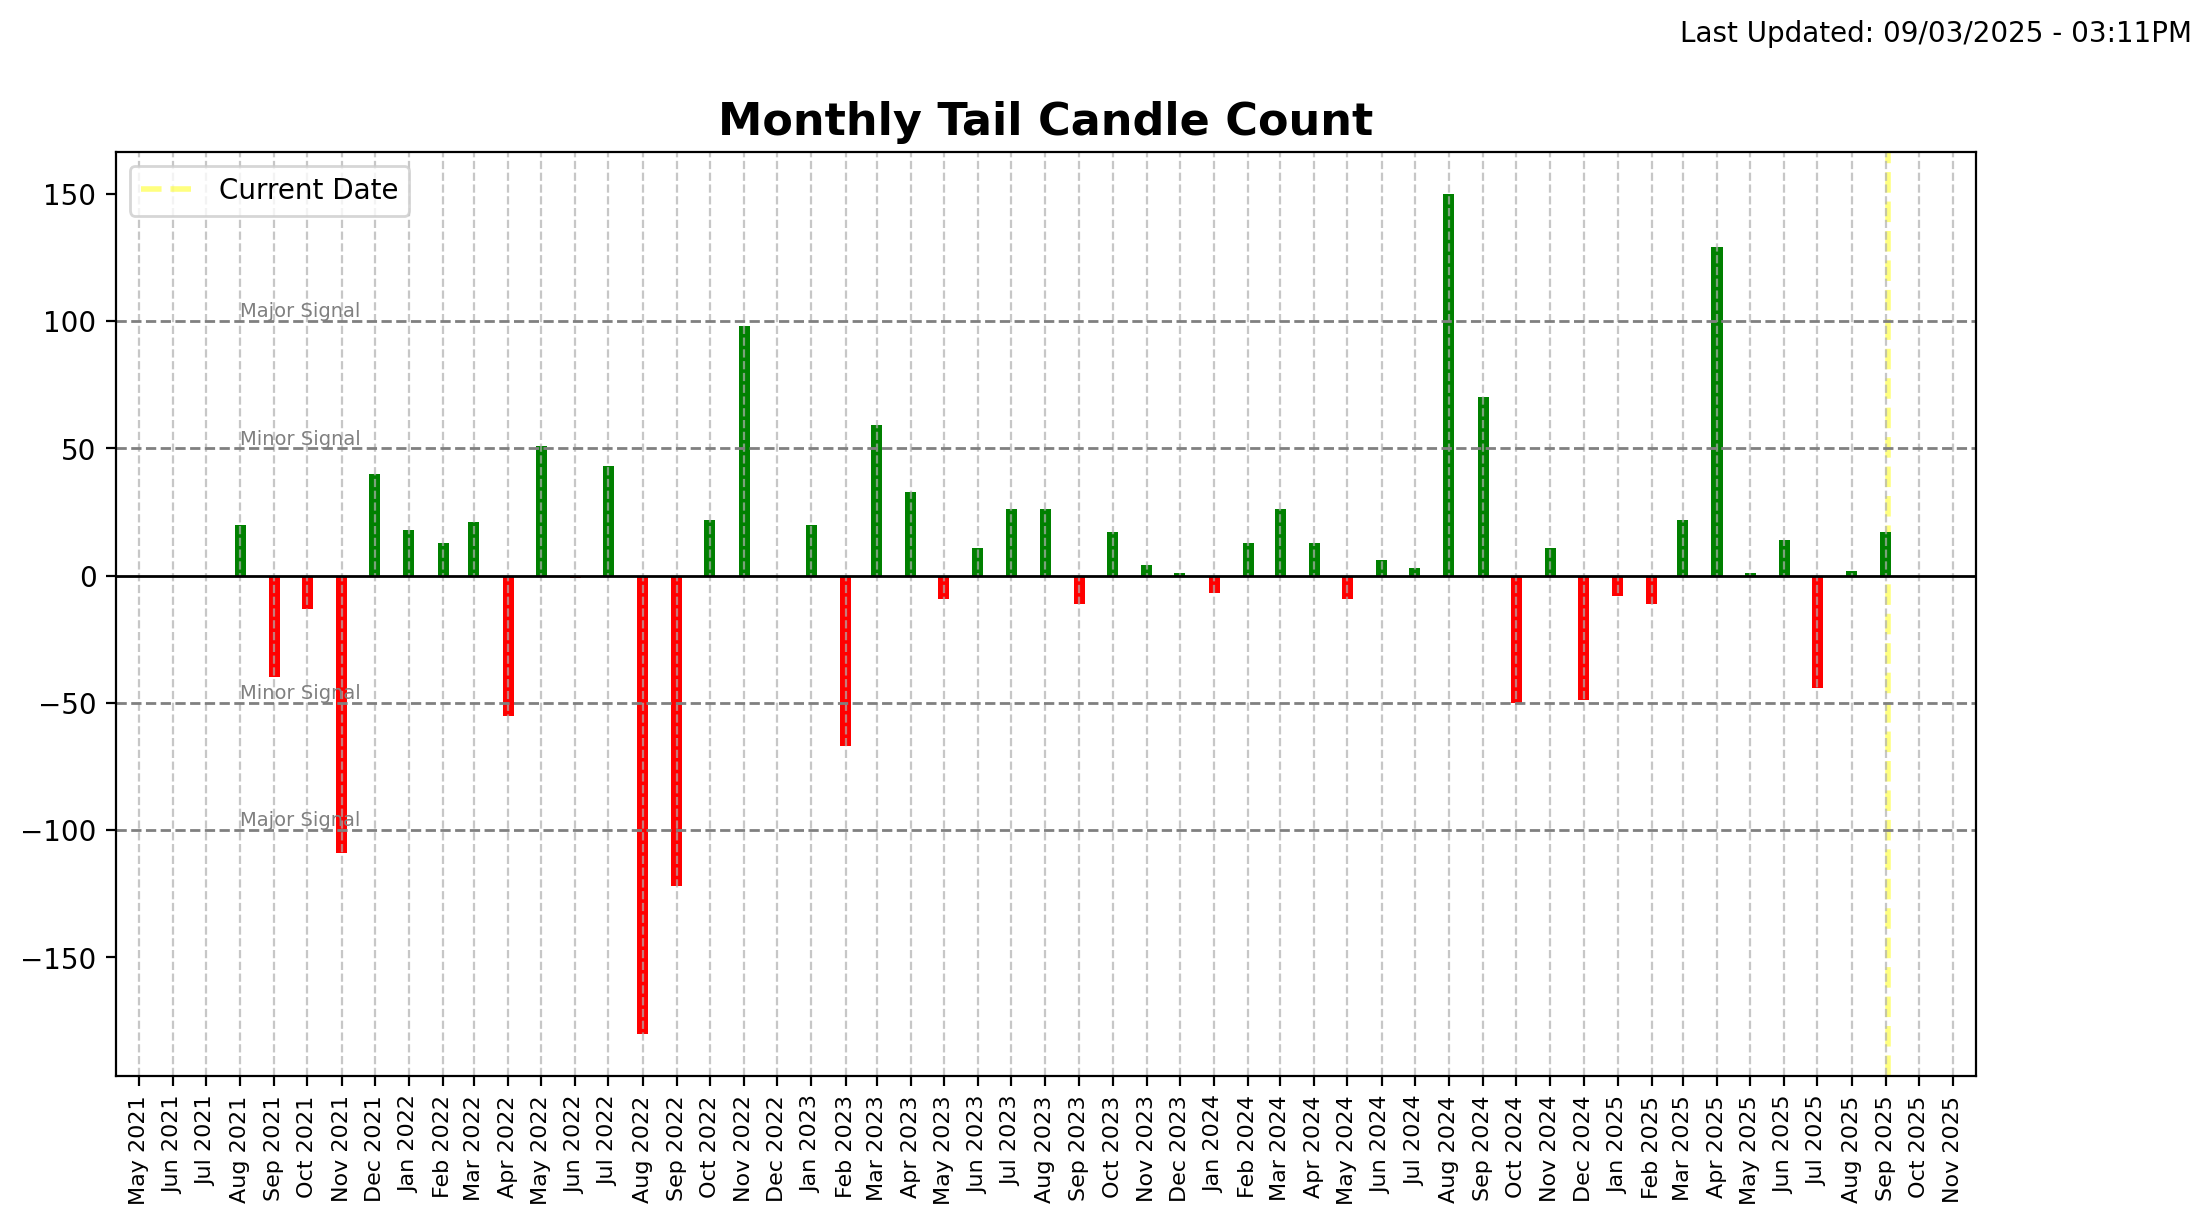 Last Updated: 09/03/2025 - 03:11PM
Monthly Tail Candle Count
Current Date
150
100
50
0
−50
−100
−150
Major Signal
Minor Signal
Minor Signal
Major Signal
May 2021
Jun 2021
Jul 2021
Aug 2021
Sep 2021
Oct 2021
Nov 2021
Dec 2021
Jan 2022
Feb 2022
Mar 2022
Apr 2022
May 2022
Jun 2022
Jul 2022
Aug 2022
Sep 2022
Oct 2022
Nov 2022
Dec 2022
Jan 2023
Feb 2023
Mar 2023
Apr 2023
May 2023
Jun 2023
Jul 2023
Aug 2023
Sep 2023
Oct 2023
Nov 2023
Dec 2023
Jan 2024
Feb 2024
Mar 2024
Apr 2024
May 2024
Jun 2024
Jul 2024
Aug 2024
Sep 2024
Oct 2024
Nov 2024
Dec 2024
Jan 2025
Feb 2025
Mar 2025
Apr 2025
May 2025
Jun 2025
Jul 2025
Aug 2025
Sep 2025
Oct 2025
Nov 2025